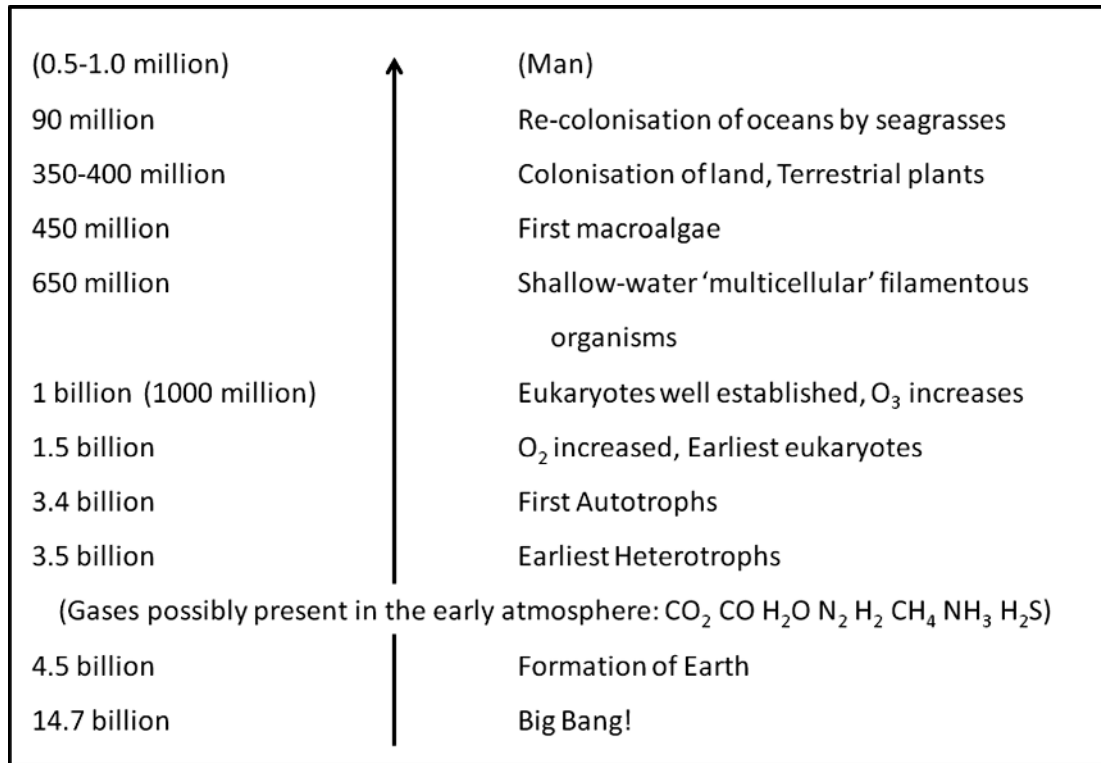 (0.5-1.0 million) (Man)
90 million Re-colonisation of oceans by seagrasses
350-400 million Colonisation of land, Terrestrial plants
450 million First macroalgae
650 million Shallow-water ‘multicellular’ filamentous
organisms
1 billion (1000 million) Eukaryotes well established, O₃ increases
1.5 billion O₂ increased, Earliest eukaryotes
3.4 billion First Autotrophs
3.5 billion Earliest Heterotrophs
(Gases possibly present in the early atmosphere: CO₂ CO H₂O N₂ H₂ CH₄ NH₃ H₂S)
4.5 billion Formation of Earth
14.7 billion Big Bang!